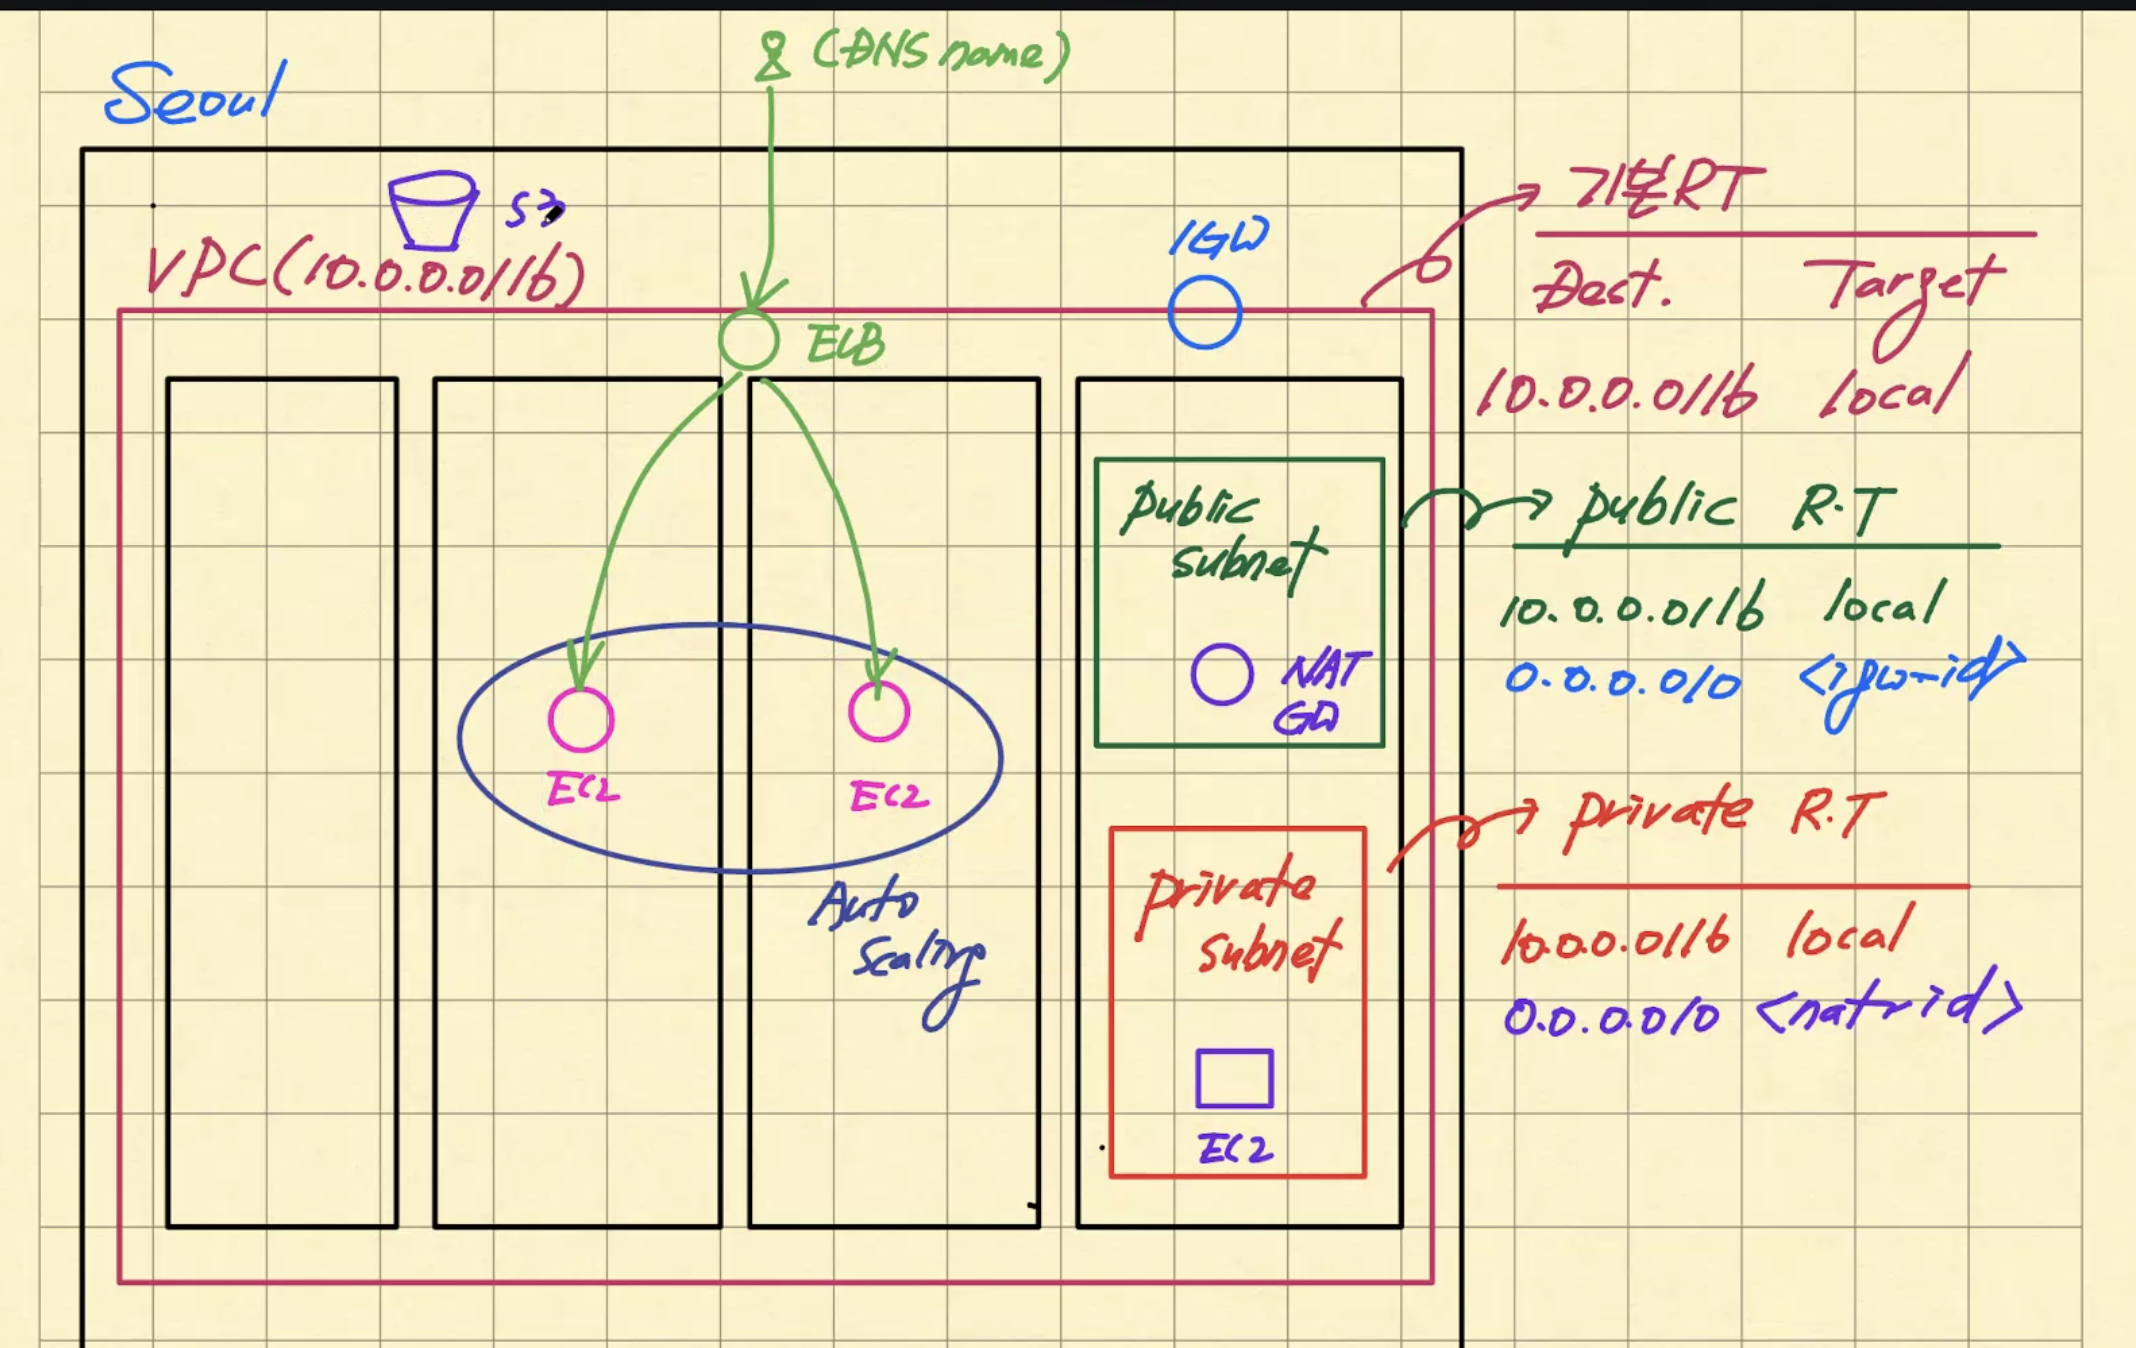 (DNS name)
Seoul
S3
VPC(10.0.0.0/16)
IGW
ELB
EC2
EC2
Auto
Scaling
public
subnet
NAT
GW
private
subnet
EC2
기본RT
Dest. Target
10.0.0.0/16 local
public R.T
10.0.0.0/16 local
0.0.0.0/0 <igw-id>
private R.T
10.0.0.0/16 local
0.0.0.0/0 <nat-id>